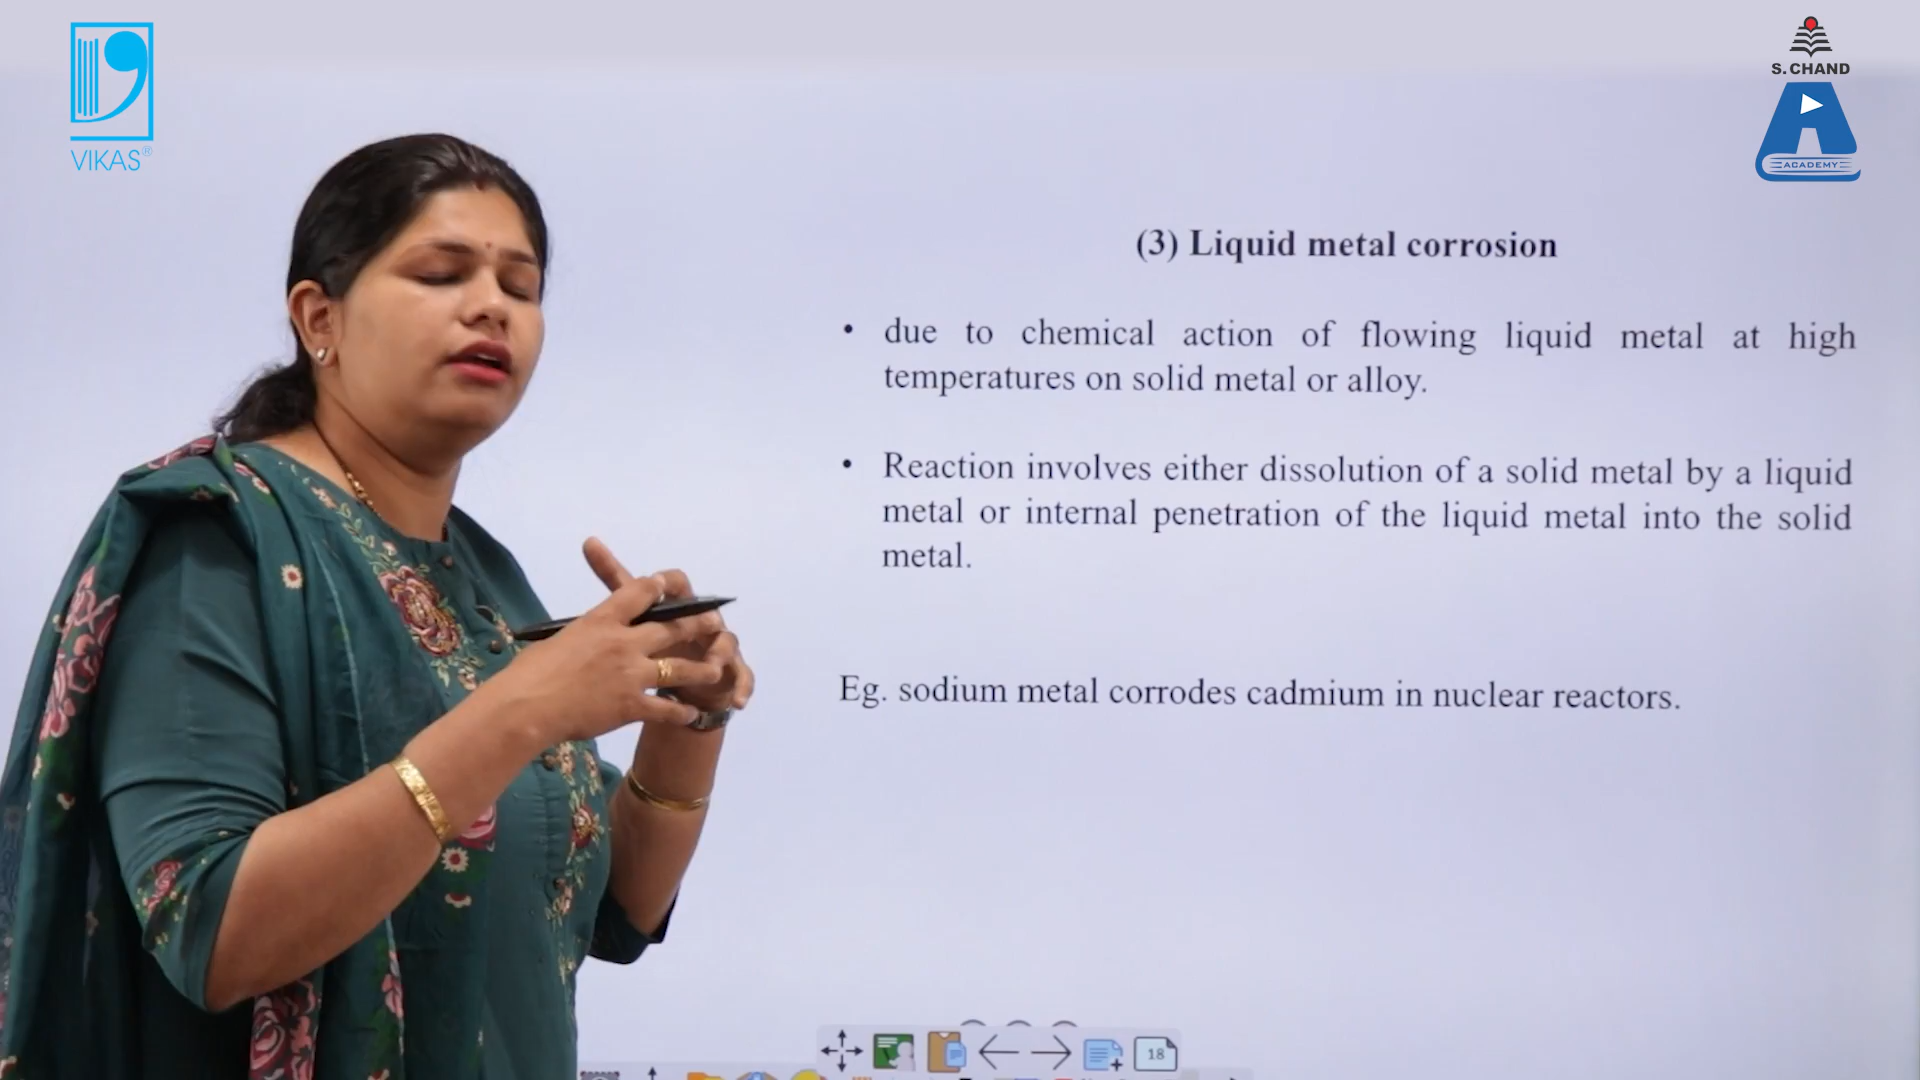 VIKAS®
S. CHAND
ACADEMY
(3) Liquid metal corrosion
• due to chemical action of flowing liquid metal at high
temperatures on solid metal or alloy.
• Reaction involves either dissolution of a solid metal by a liquid
metal or internal penetration of the liquid metal into the solid
metal.
Eg. sodium metal corrodes cadmium in nuclear reactors.
18